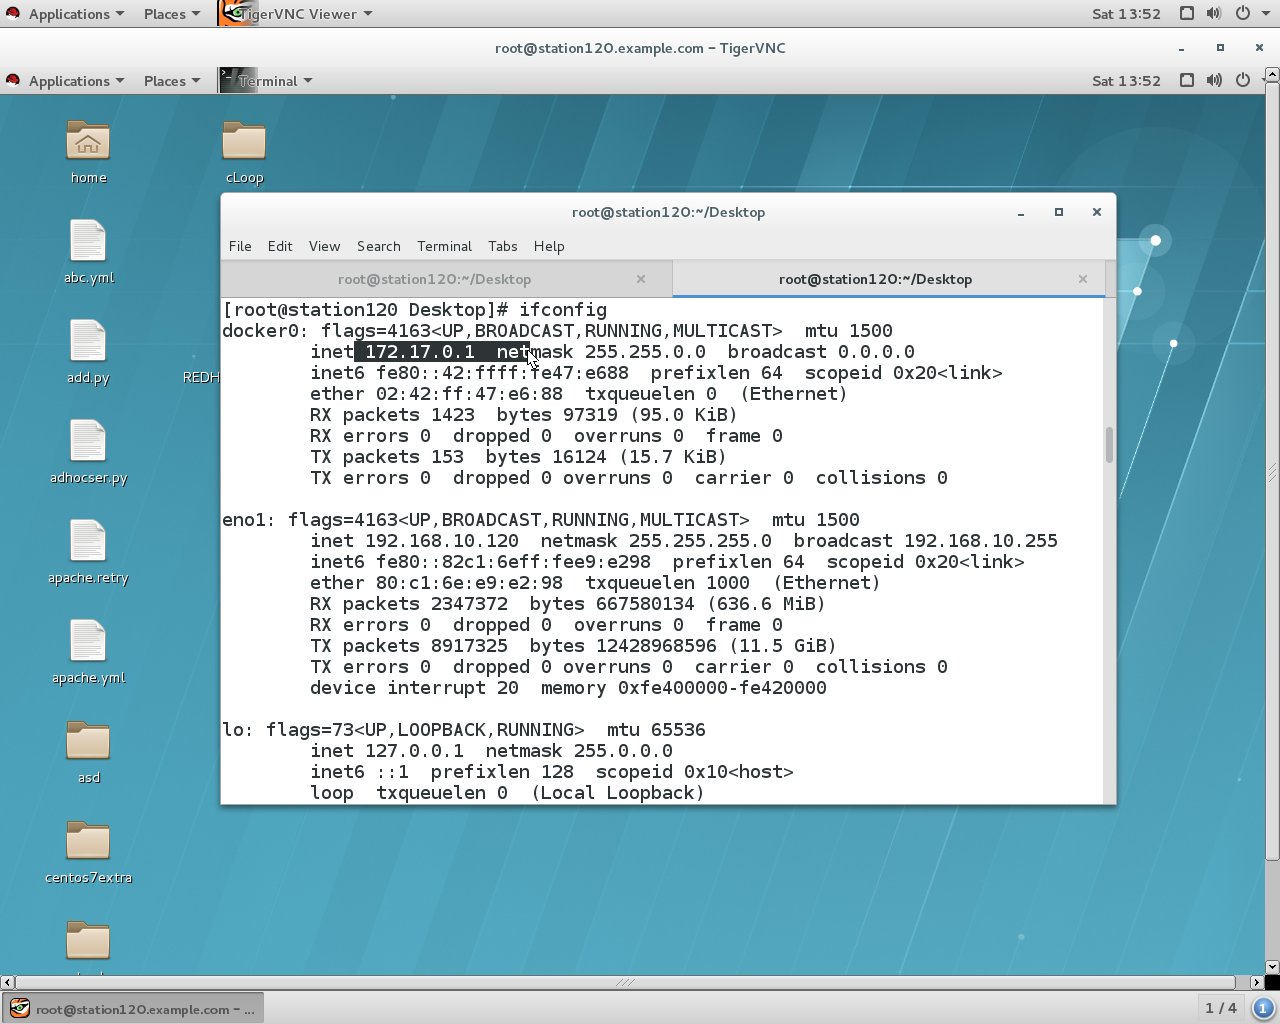 Applications Places TigerVNC Viewer Sat 13:52
root@station120.example.com - TigerVNC
Applications Places Terminal Sat 13:52
home
cLoop
abc.yml
add.py
REDH
adhocser.py
apache.retry
apache.yml
asd
centos7extra
root@station120:~/Desktop
File Edit View Search Terminal Tabs Help
root@station120:~/Desktop root@station120:~/Desktop
[root@station120 Desktop]# ifconfig
docker0: flags=4163<UP,BROADCAST,RUNNING,MULTICAST>  mtu 1500
inet 172.17.0.1  netmask 255.255.0.0  broadcast 0.0.0.0
inet6 fe80::42:ffff:fe47:e688  prefixlen 64  scopeid 0x20<link>
ether 02:42:ff:47:e6:88  txqueuelen 0  (Ethernet)
RX packets 1423  bytes 97319 (95.0 KiB)
RX errors 0  dropped 0  overruns 0  frame 0
TX packets 153  bytes 16124 (15.7 KiB)
TX errors 0  dropped 0 overruns 0  carrier 0  collisions 0
eno1: flags=4163<UP,BROADCAST,RUNNING,MULTICAST>  mtu 1500
inet 192.168.10.120  netmask 255.255.255.0  broadcast 192.168.10.255
inet6 fe80::82c1:6eff:fee9:e298  prefixlen 64  scopeid 0x20<link>
ether 80:c1:6e:e9:e2:98  txqueuelen 1000  (Ethernet)
RX packets 2347372  bytes 667580134 (636.6 MiB)
RX errors 0  dropped 0  overruns 0  frame 0
TX packets 8917325  bytes 12428968596 (11.5 GiB)
TX errors 0  dropped 0 overruns 0  carrier 0  collisions 0
device interrupt 20  memory 0xfe400000-fe420000
lo: flags=73<UP,LOOPBACK,RUNNING>  mtu 65536
inet 127.0.0.1  netmask 255.0.0.0
inet6 ::1  prefixlen 128  scopeid 0x10<host>
loop  txqueuelen 0  (Local Loopback)
root@station120.example.com - ... 1 / 4 1